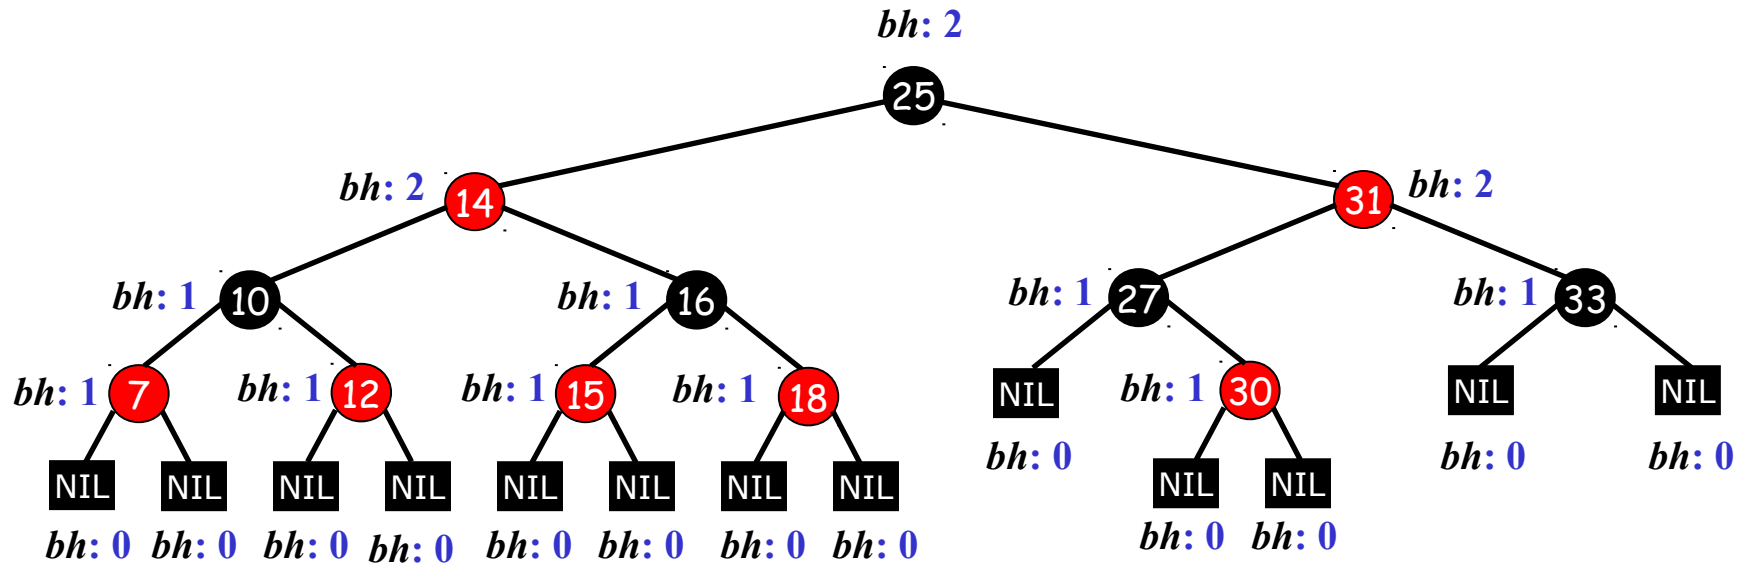 bh: 2
25
bh: 2 14 31 bh: 2
bh: 1 10 bh: 1 16 bh: 1 27 bh: 1 33
bh: 1 7 bh: 1 12 bh: 1 15 bh: 1 18 NIL bh: 1 30 NIL NIL
bh: 0 bh: 0 bh: 0
NIL NIL NIL NIL NIL NIL NIL NIL NIL NIL
bh: 0 bh: 0 bh: 0 bh: 0 bh: 0 bh: 0 bh: 0 bh: 0 bh: 0 bh: 0